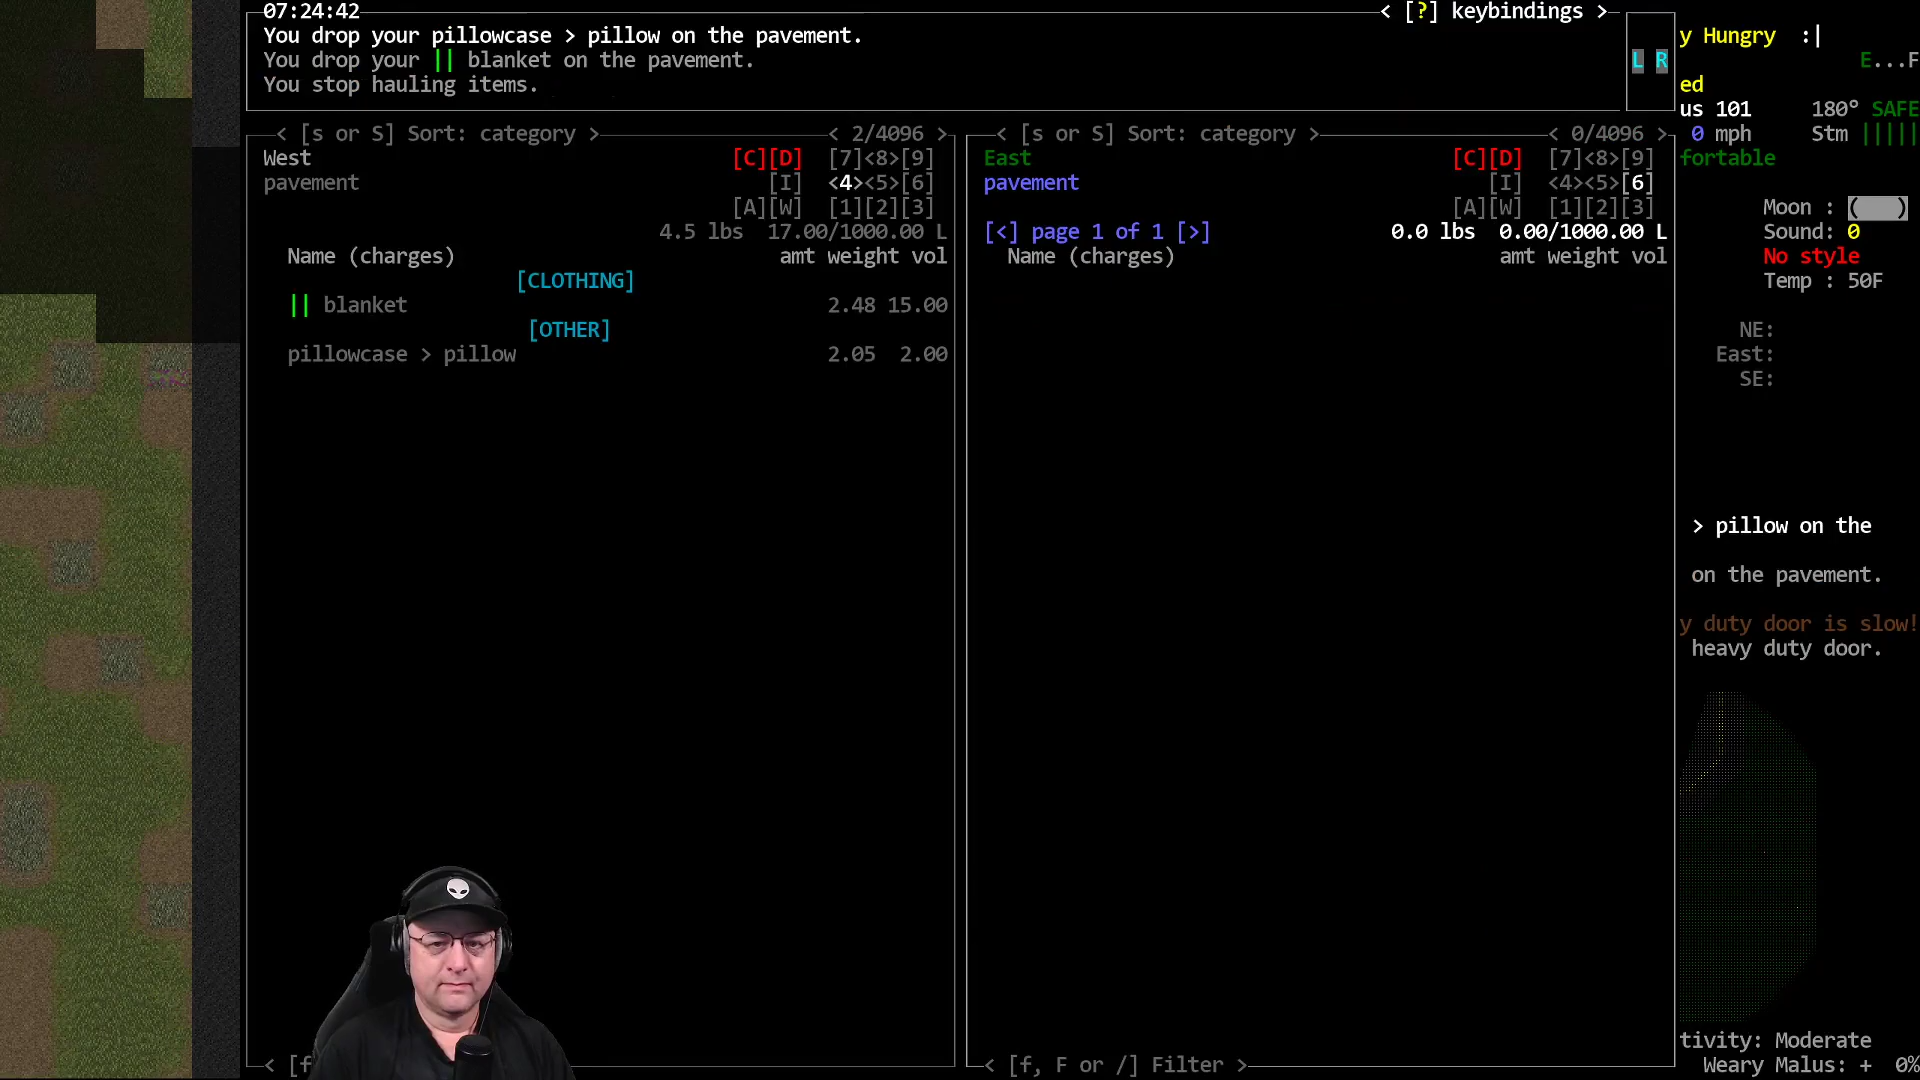 07:24:42
< [?] keybindings >
You drop your pillowcase > pillow on the pavement.
You drop your || blanket on the pavement.
You stop hauling items.
L R
y Hungry :|
E...F
ed
us 101 180° SAFE
0 mph Stm |||||
fortable
Moon : ( )
Sound: 0
No style
Temp : 50F
NE:
East:
SE:
> pillow on the
on the pavement.
y duty door is slow!
heavy duty door.
tivity: Moderate
Weary Malus: + 0%
< [s or S] Sort: category >
< 2/4096 >
West [C][D] [7]<8>[9]
pavement [I] <4><5>[6]
[A][W] [1][2][3]
4.5 lbs 17.00/1000.00 L
Name (charges) amt weight vol
[CLOTHING]
|| blanket 2.48 15.00
[OTHER]
pillowcase > pillow 2.05 2.00
< [f
< [s or S] Sort: category >
< 0/4096 >
East [C][D] [7]<8>[9]
pavement [I] <4><5>[6]
[A][W] [1][2][3]
[<] page 1 of 1 [>] 0.0 lbs 0.00/1000.00 L
Name (charges) amt weight vol
< [f, F or /] Filter >